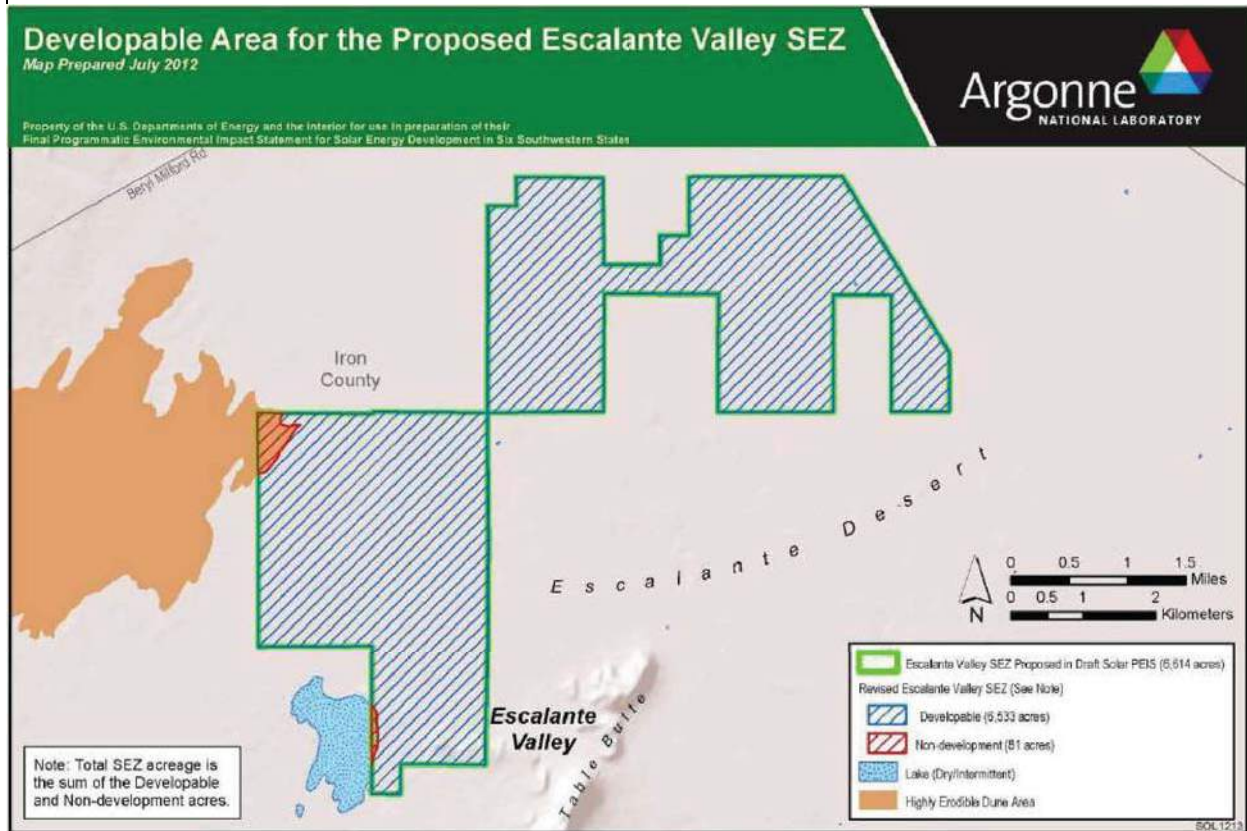 Developable Area for the Proposed Escalante Valley SEZ
Map Prepared July 2012
Property of the U.S. Departments of Energy and the Interior for use in preparation of their
Final Programmatic Environmental Impact Statement for Solar Energy Development in Six Southwestern States
Argonne
NATIONAL LABORATORY
Beryl Milford Rd
Iron
County
Escalante Desert
Escalante
Valley
Table Butte
N
0 0.5 1 1.5
Miles
0 0.5 1 2
Kilometers
Escalante Valley SEZ Proposed in Draft Solar PEIS (6,614 acres)
Revised Escalante Valley SEZ (See Note)
Developable (6,533 acres)
Non-development (81 acres)
Lake (Dry/Intermittent)
Highly Erodible Dune Area
Note: Total SEZ acreage is
the sum of the Developable
and Non-development acres.
SOL1213